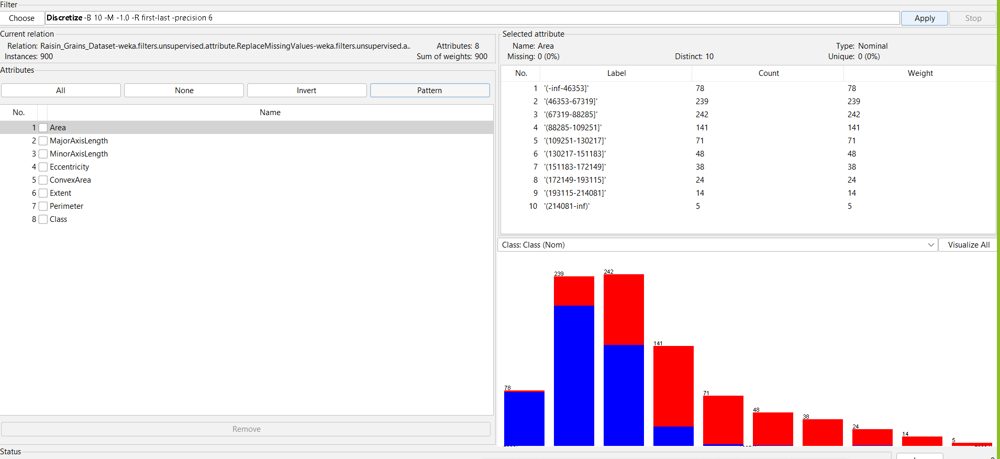 Filter
Choose Discretize -B 10 -M -1.0 -R first-last -precision 6 Apply Stop
Current relation
Relation: Raisin_Grains_Dataset-weka.filters.unsupervised.attribute.ReplaceMissingValues-weka.filters.unsupervised.a.. Attributes: 8
Instances: 900 Sum of weights: 900
Attributes
All None Invert Pattern
No. Name
1 Area
2 MajorAxisLength
3 MinorAxisLength
4 Eccentricity
5 ConvexArea
6 Extent
7 Perimeter
8 Class
Remove
Status
Selected attribute
Name: Area Type: Nominal
Missing: 0 (0%) Distinct: 10 Unique: 0 (0%)
No. Label Count Weight
1 '(-inf-46353]' 78 78
2 '(46353-67319]' 239 239
3 '(67319-88285]' 242 242
4 '(88285-109251]' 141 141
5 '(109251-130217]' 71 71
6 '(130217-151183]' 48 48
7 '(151183-172149]' 38 38
8 '(172149-193115]' 24 24
9 '(193115-214081]' 14 14
10 '(214081-inf)' 5 5
Class: Class (Nom) Visualize All
239
242
141
78
71
48
38
24
14
5